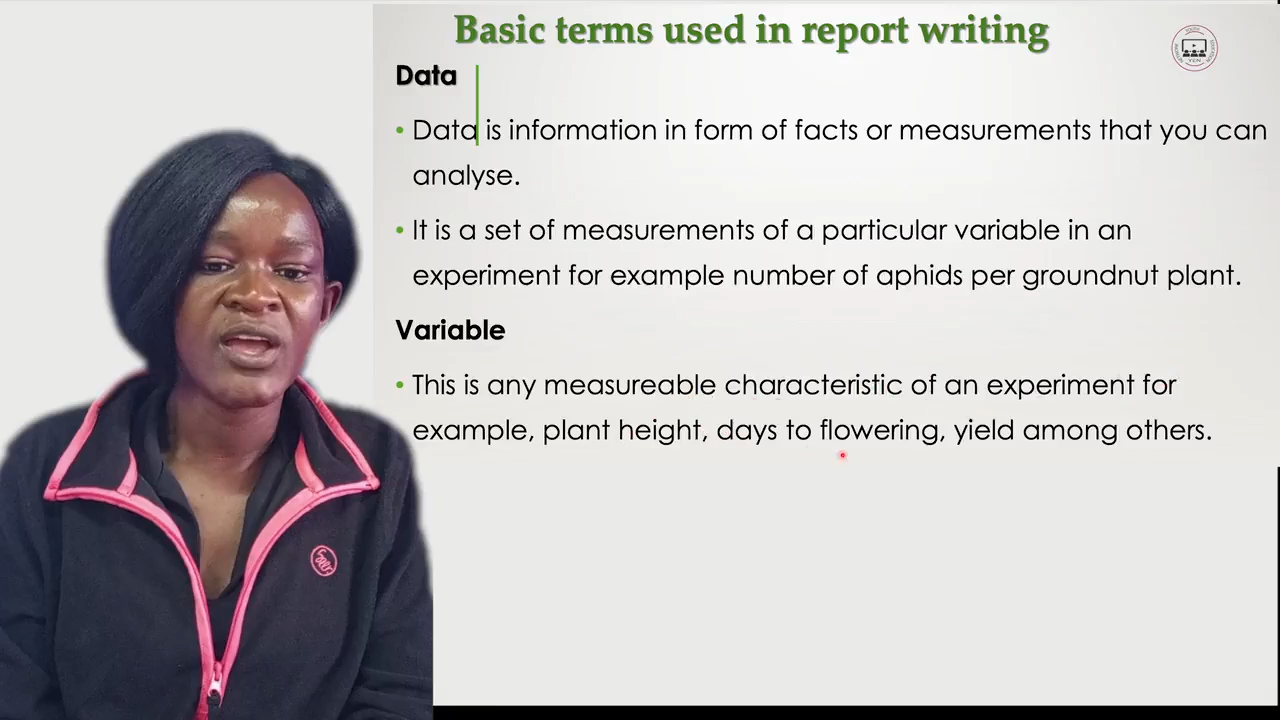 Basic terms used in report writing
Data
• Data is information in form of facts or measurements that you can
analyse.
• It is a set of measurements of a particular variable in an
experiment for example number of aphids per groundnut plant.
Variable
• This is any measureable characteristic of an experiment for
example, plant height, days to flowering, yield among others.